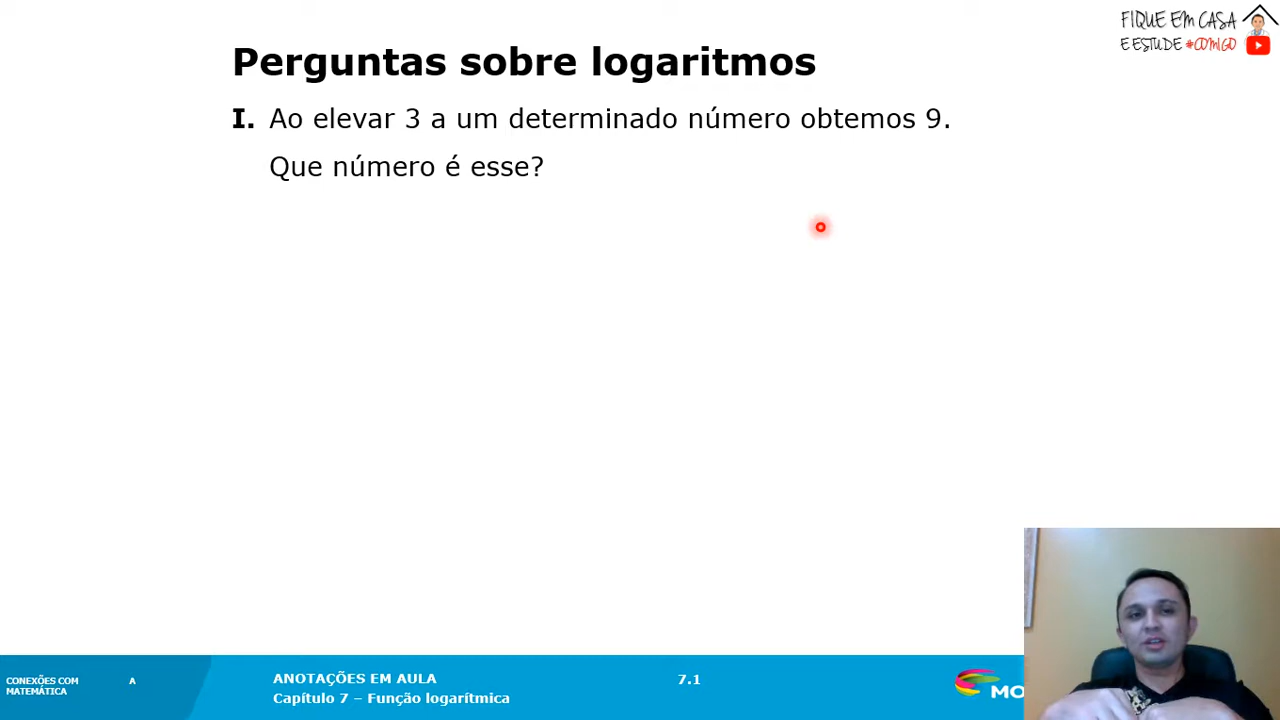 FIQUE EM CASA
E ESTUDE #COMIGO
Perguntas sobre logaritmos
I. Ao elevar 3 a um determinado número obtemos 9.
Que número é esse?
CONEXÕES COM A
MATEMÁTICA
ANOTAÇÕES EM AULA
Capítulo 7 – Função logarítmica
7.1
MO